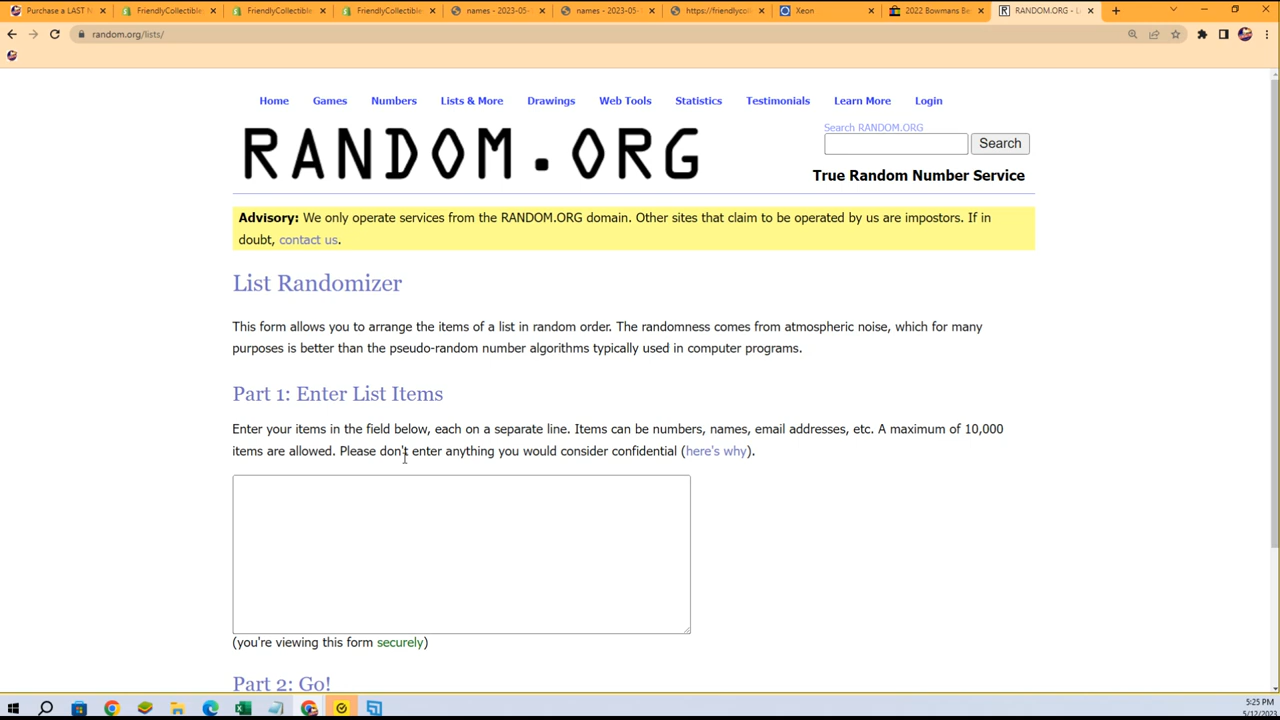 Purchase a LAST N
FriendlyCollectible
FriendlyCollectible
FriendlyCollectible
names - 2023-05-
names - 2023-05-
https://friendlycol
Xeon
2022 Bowmans Be
RANDOM.ORG - L
random.org/lists/
Home
Games
Numbers
Lists & More
Drawings
Web Tools
Statistics
Testimonials
Learn More
Login
RANDOM.ORG
Search RANDOM.ORG
Search
True Random Number Service
Advisory: We only operate services from the RANDOM.ORG domain. Other sites that claim to be operated by us are impostors. If in
doubt, contact us.
List Randomizer
This form allows you to arrange the items of a list in random order. The randomness comes from atmospheric noise, which for many
purposes is better than the pseudo-random number algorithms typically used in computer programs.
Part 1: Enter List Items
Enter your items in the field below, each on a separate line. Items can be numbers, names, email addresses, etc. A maximum of 10,000
items are allowed. Please don't enter anything you would consider confidential (here's why).
(you're viewing this form securely)
Part 2: Go!
5:25 PM
5/12/2023